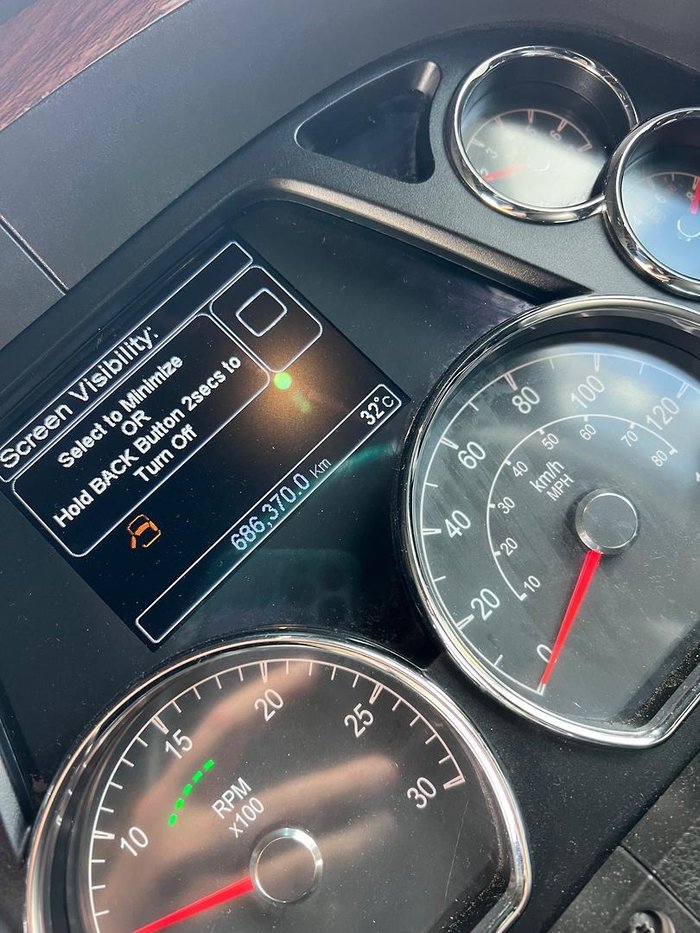 Screen Visibility:
Select to Minimize
OR
Hold BACK Button 2secs to
Turn Off
32°C
686,370.0 Km
0
20
40
60
80
100
120
10
20
30
40
50
60
70
80
km/h
MPH
10
15
20
25
30
RPM
x100